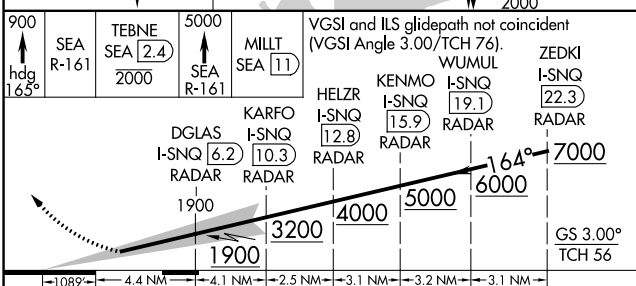 2000
900
hdg
165°
SEA
R-161
TEBNE
SEA 2.4
2000
5000
SEA
R-161
MILLT
SEA 11
VGSI and ILS glidepath not coincident
(VGSI Angle 3.00/TCH 76).
DGLAS
I-SNQ 6.2
RADAR
KARFO
I-SNQ
10.3
RADAR
HELZR
I-SNQ
12.8
RADAR
KENMO
I-SNQ
15.9
RADAR
WUMUL
I-SNQ
19.1
RADAR
ZEDKI
I-SNQ
22.3
RADAR
164°
7000
6000
5000
4000
3200
1900
1900
GS 3.00°
TCH 56
1089'
4.4 NM
4.1 NM
2.5 NM
3.1 NM
3.2 NM
3.1 NM